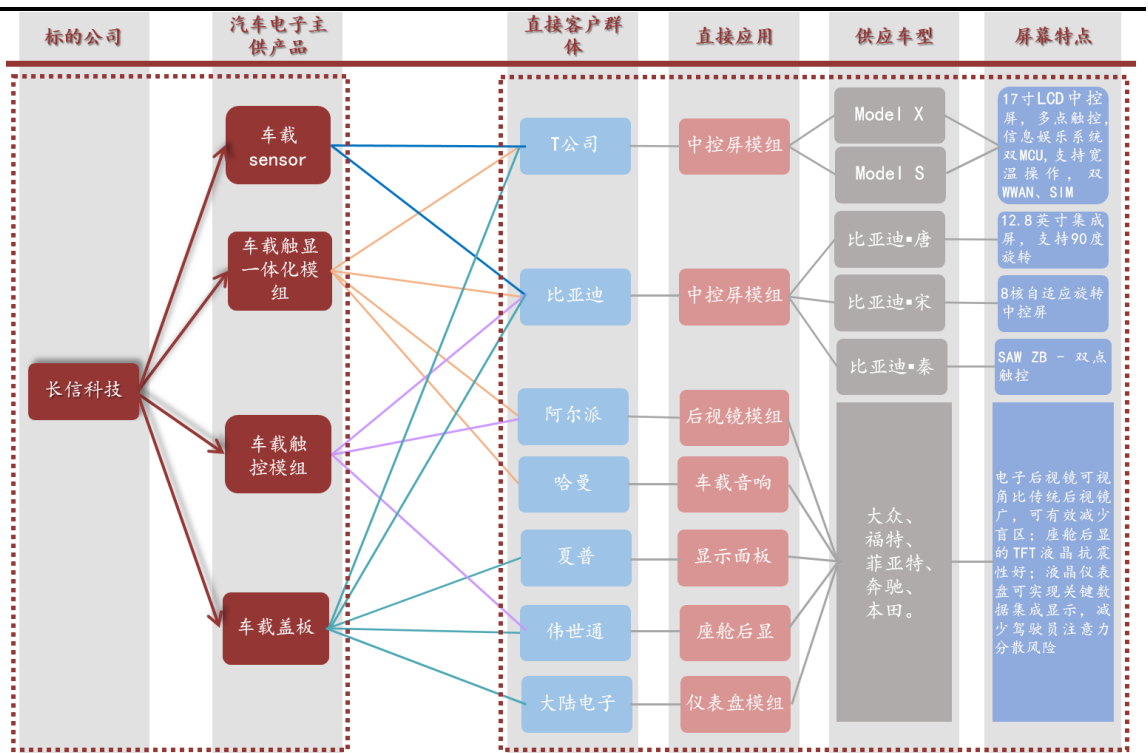 标的公司
汽车电子主
供产品
直接客户群
体
直接应用
供应车型
屏幕特点
长信科技
车载
sensor
车载触显
一体化模
组
车载触
控模组
车载盖板
T公司
比亚迪
阿尔派
哈曼
夏普
伟世通
大陆电子
中控屏模组
中控屏模组
后视镜模组
车载音响
显示面板
座舱后显
仪表盘模组
Model X
Model S
比亚迪▪唐
比亚迪▪宋
比亚迪▪秦
大众、
福特、
菲亚特、
奔驰、
本田。
17寸LCD中控
屏，多点触控，
信息娱乐系统
双MCU,支持宽
温操作，双
WWAN、SIM
12.8英寸集成
屏，支持90度
旋转
8核自适应旋转
中控屏
SAW ZB - 双点
触控
电子后视镜可视
角比传统后视镜
广，可有效减少
盲区；座舱后显
的TFT液晶抗震
性好；液晶仪表
盘可实现关键数
据集成显示，减
少驾驶员注意力
分散风险